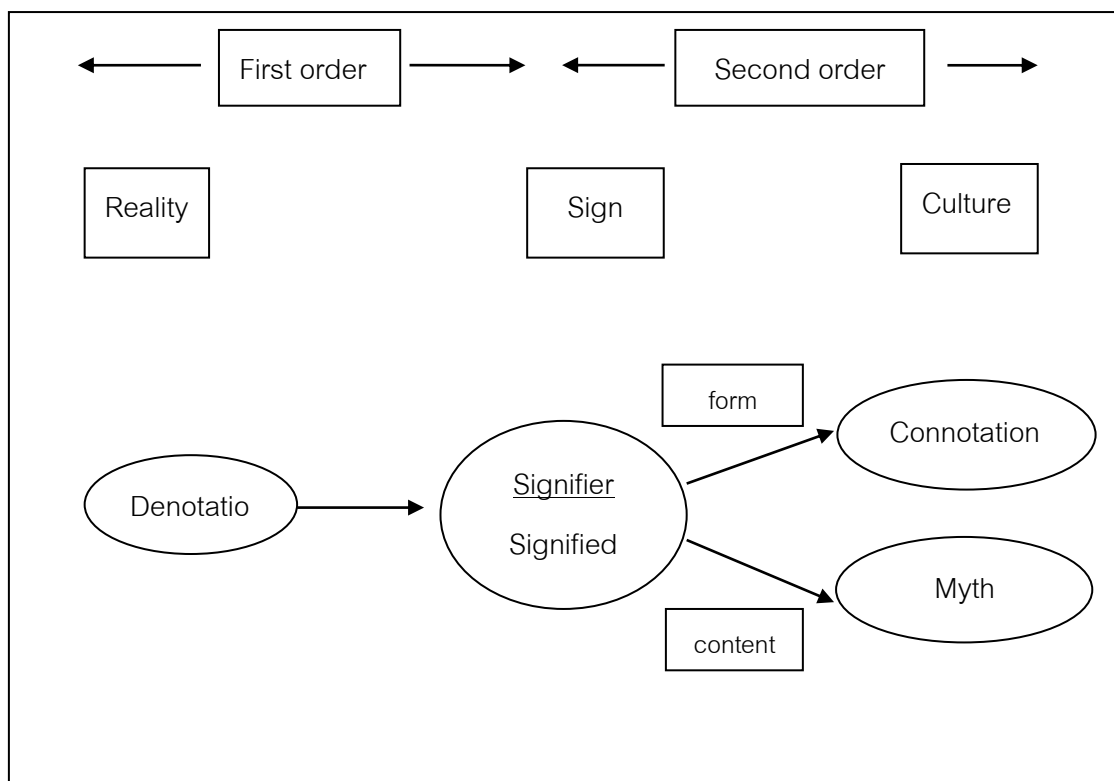 First order
Second order
Reality
Sign
Culture
form
Connotation
Signifier
Denotatio
Signified
Myth
content